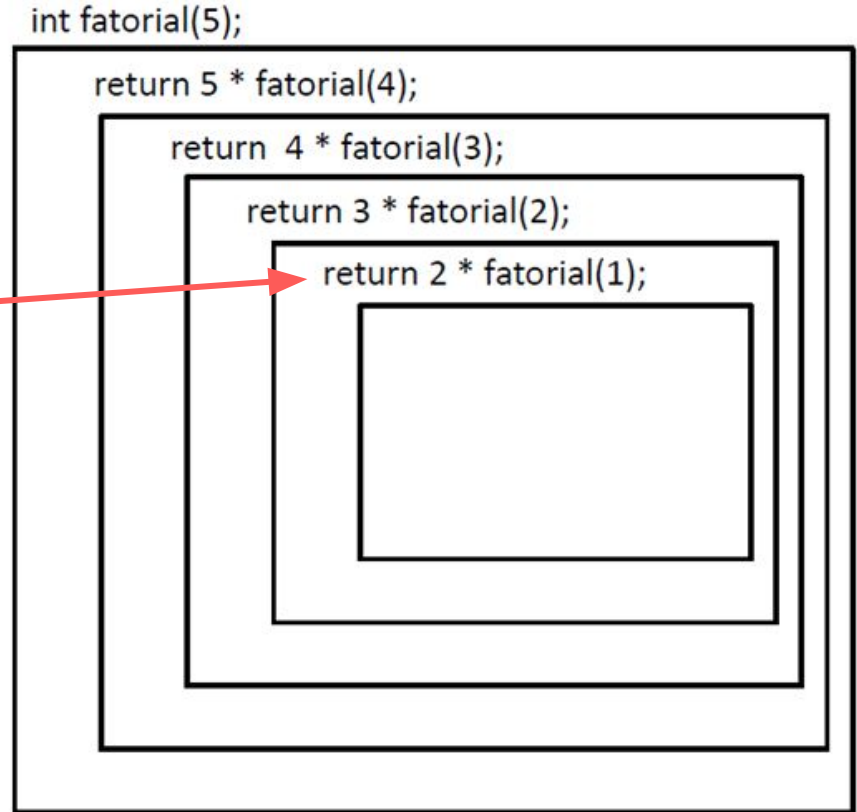 int fatorial(5);
return 5 * fatorial(4);
return 4 * fatorial(3);
return 3 * fatorial(2);
return 2 * fatorial(1);